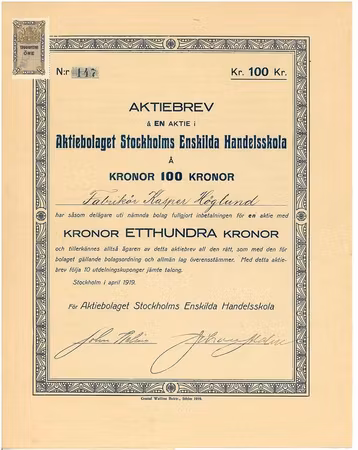 ÖRE
N:r 147 Kr. 100 Kr.
AKTIEBREV
å EN AKTIE i
Aktiebolaget Stockholms Enskilda Handelsskola
Å
KRONOR 100 KRONOR
Fabrikör Kasper Höglund
har såsom delägare uti nämnda bolag fullgjort inbetalningen för en aktie med
KRONOR ETTHUNDRA KRONOR
och tillerkännes alltså ägaren av detta aktiebrev all den rätt, som med den för
bolaget gällande bolagsordning och allmän lag överensstämmer. Med detta aktie-
brev följa 10 utdelningskuponger jämte talong.
Stockholm i april 1919.
För Aktiebolaget Stockholms Enskilda Handelsskola